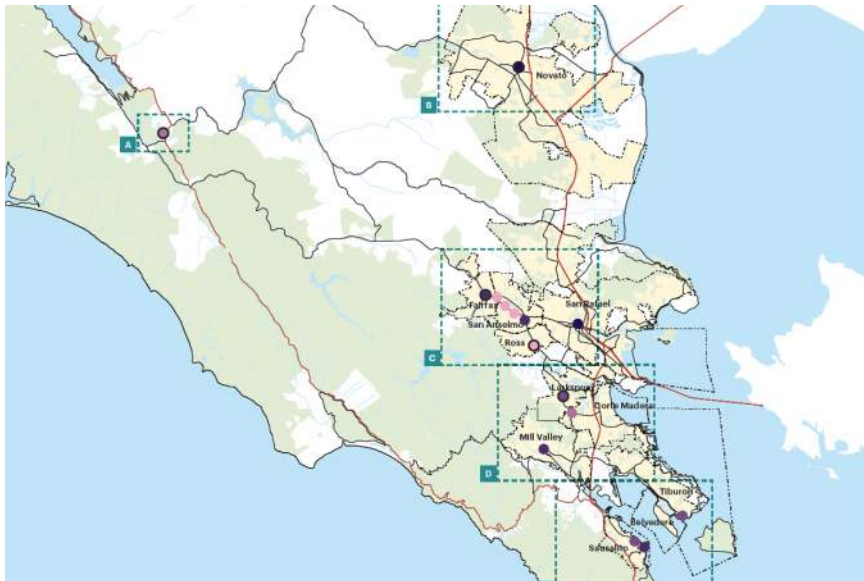 Novato
B
A
Fairfax
San Rafael
San Anselmo
Ross
C
Larkspur
Corte Madera
Mill Valley
D
Tiburon
Belvedere
Sausalito